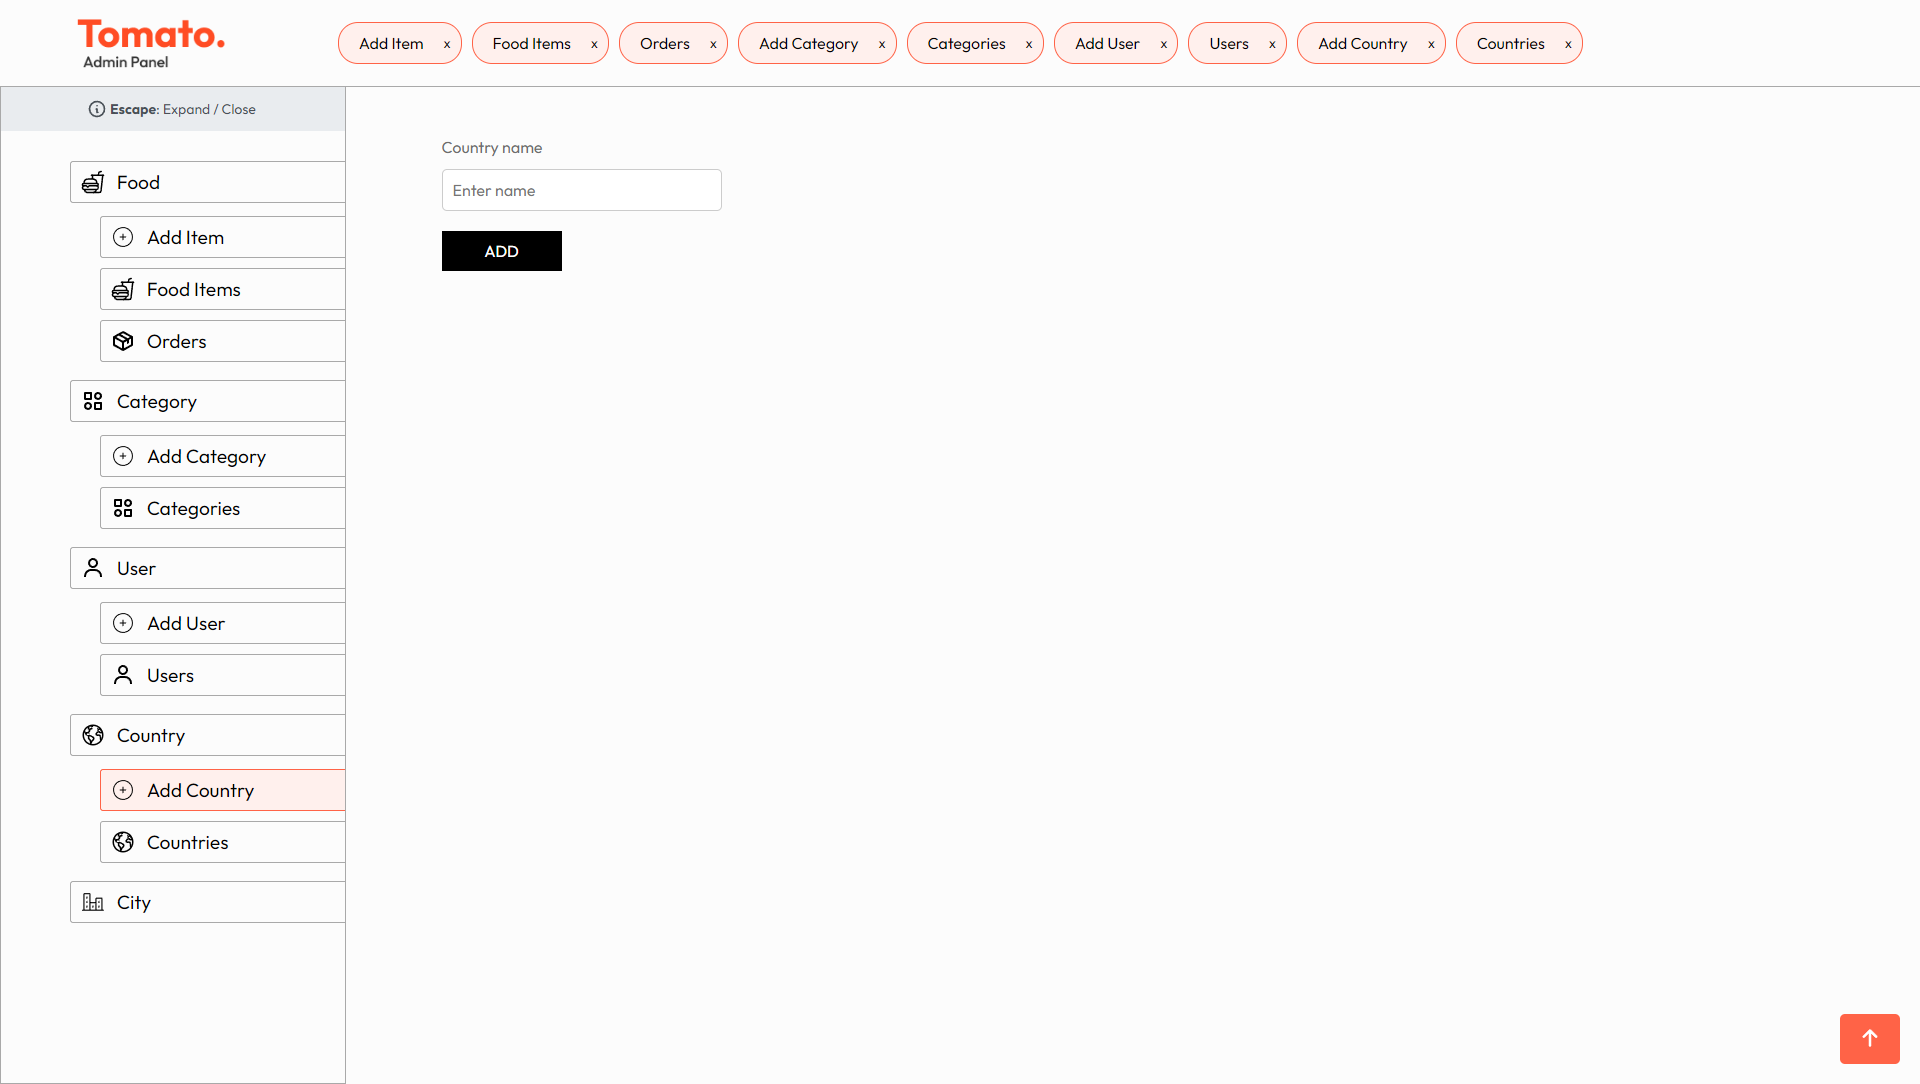 Tomato.
Admin Panel
Add Item x
Food Items x
Orders x
Add Category x
Categories x
Add User x
Users x
Add Country x
Countries x
Escape: Expand / Close
Food
Add Item
Food Items
Orders
Category
Add Category
Categories
User
Add User
Users
Country
Add Country
Countries
City
Country name
Enter name
ADD